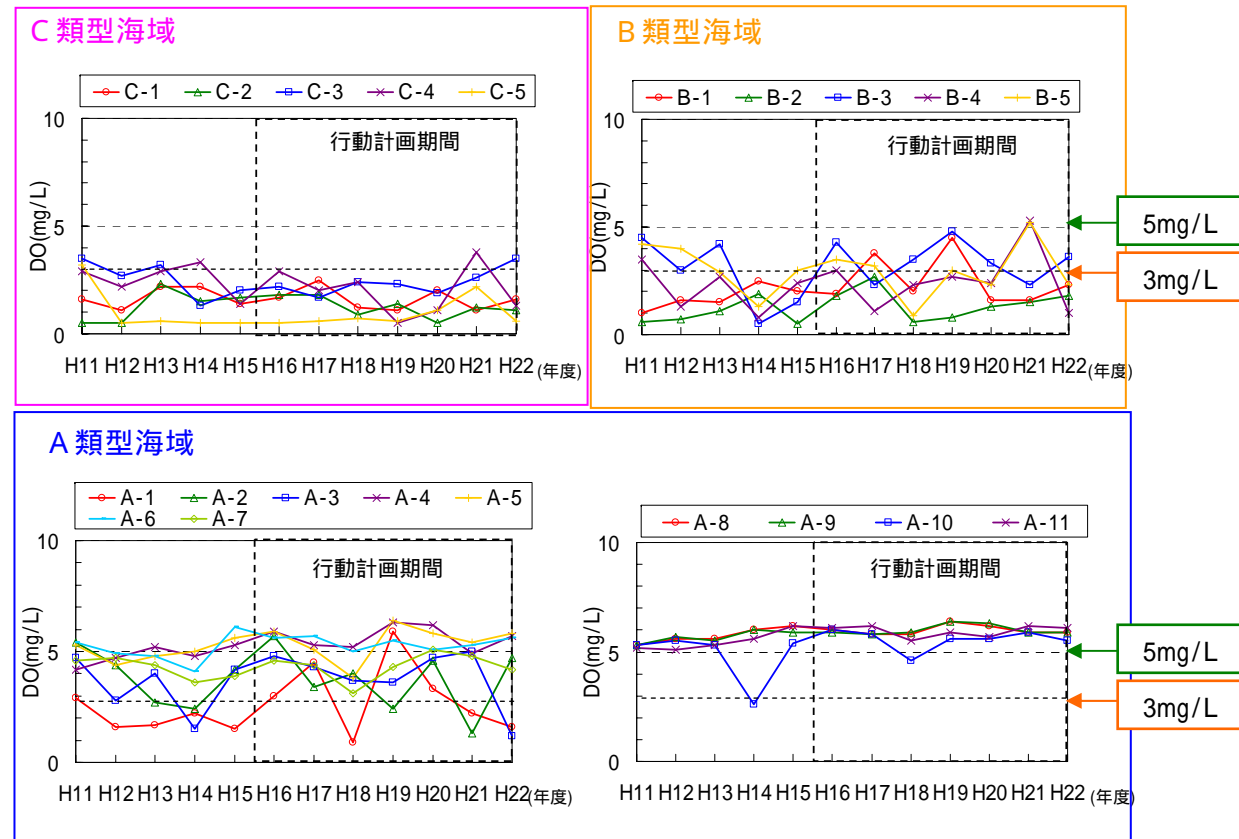 C類型海域
C-1 C-2 C-3 C-4 C-5
10
5
0
DO(mg/L)
行動計画期間
H11 H12 H13 H14 H15 H16 H17 H18 H19 H20 H21 H22 (年度)
B類型海域
B-1 B-2 B-3 B-4 B-5
10
5
0
DO(mg/L)
行動計画期間
H11 H12 H13 H14 H15 H16 H17 H18 H19 H20 H21 H22 (年度)
5mg/L
3mg/L
A類型海域
A-1 A-2 A-3 A-4 A-5
A-6 A-7
10
5
0
DO(mg/L)
行動計画期間
H11 H12 H13 H14 H15 H16 H17 H18 H19 H20 H21 H22 (年度)
A-8 A-9 A-10 A-11
10
5
0
DO(mg/L)
行動計画期間
H11 H12 H13 H14 H15 H16 H17 H18 H19 H20 H21 H22 (年度)
5mg/L
3mg/L